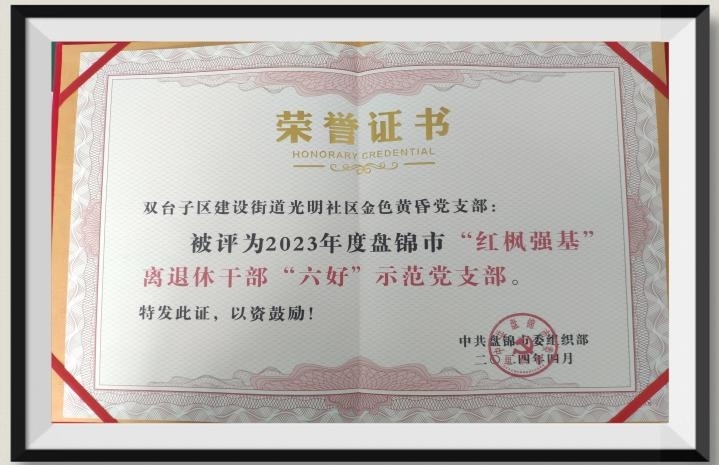 荣誉证书
HONORARY CREDENTIAL
双台子区建设街道光明社区金色黄昏党支部：
被评为2023年度盘锦市“红枫强基”
离退休干部“六好”示范党支部。
特发此证，以资鼓励！
中共盘锦市委组织部
二〇二四年四月